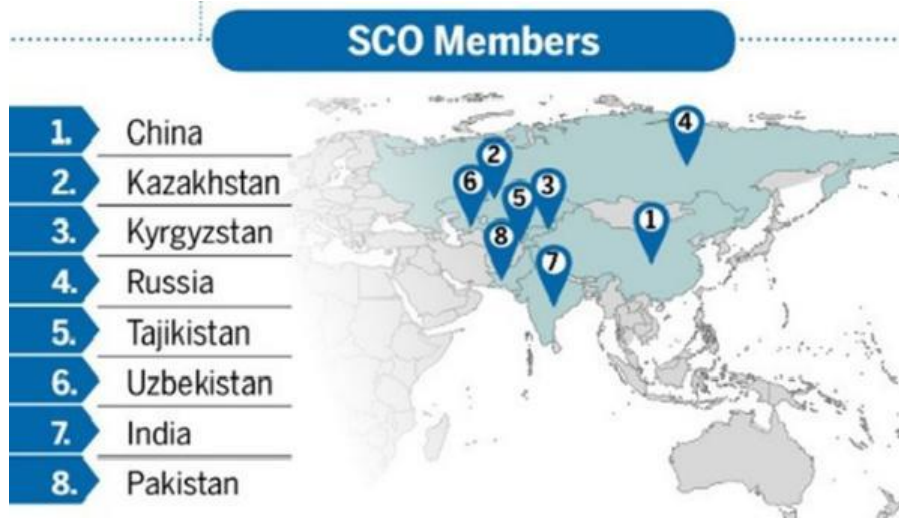 SCO Members
1. China
2. Kazakhstan
3. Kyrgyzstan
4. Russia
5. Tajikistan
6. Uzbekistan
7. India
8. Pakistan
4
2
6
3
5
1
8
7